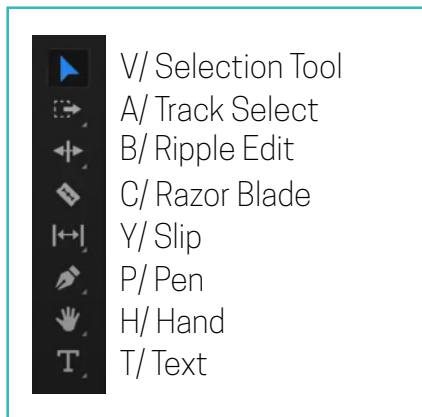 V/ Selection Tool
A/ Track Select
B/ Ripple Edit
C/ Razor Blade
Y/ Slip
P/ Pen
H/ Hand
T/ Text